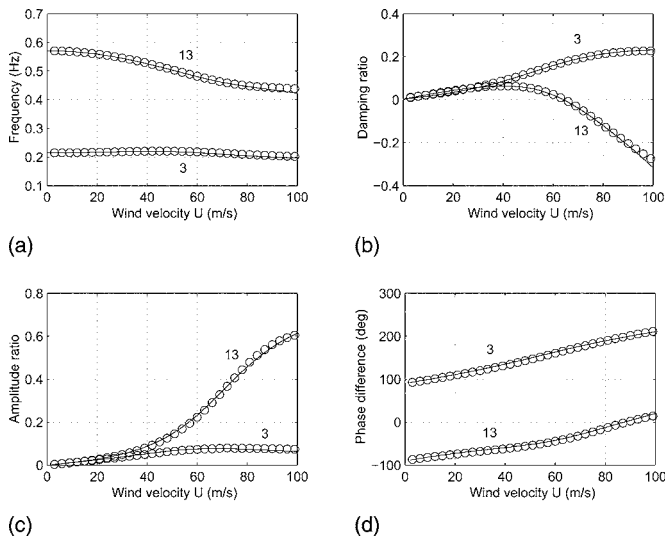 0.7
0.6
0.5
0.4
0.3
0.2
0.1
Frequency (Hz)
13
3
0 20 40 60 80 100
Wind velocity U (m/s)
(a)
0.4
0.2
0
−0.2
−0.4
Damping ratio
3
13
0 20 40 60 80 100
Wind velocity U (m/s)
(b)
0.8
0.6
0.4
0.2
0
Amplitude ratio
13
3
0 20 40 60 80 100
Wind velocity U (m/s)
(c)
300
200
100
0
−100
Phase difference (deg)
3
13
0 20 40 60 80 100
Wind velocity U (m/s)
(d)